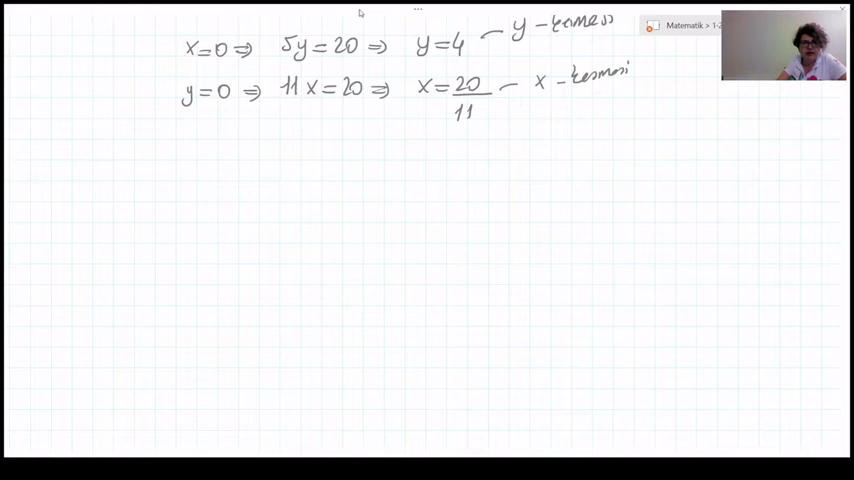 x=0 ⇒ 5y=20 ⇒ y=4 — y-kesmesi
y=0 ⇒ 11x=20 ⇒ x=20/11 — x-kesmesi
Matematik > 1-2